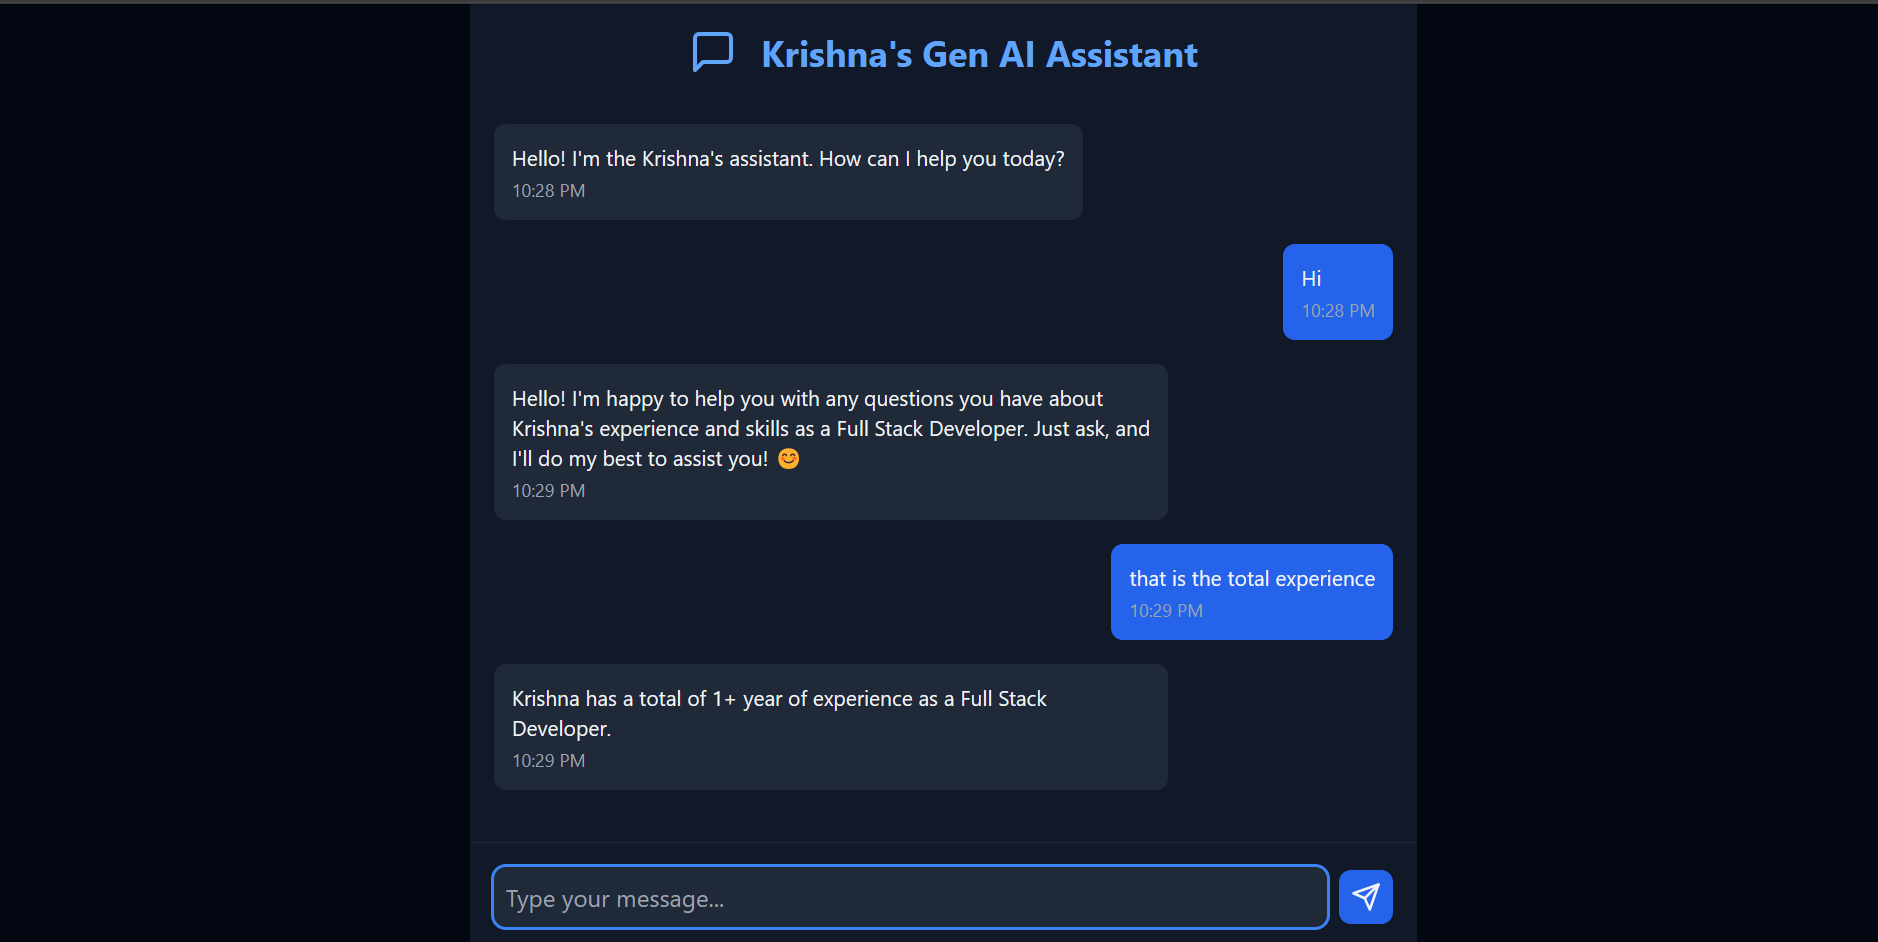 Krishna's Gen AI Assistant
Hello! I'm the Krishna's assistant. How can I help you today?
10:28 PM
Hi
10:28 PM
Hello! I'm happy to help you with any questions you have about
Krishna's experience and skills as a Full Stack Developer. Just ask, and
I'll do my best to assist you! 😊
10:29 PM
that is the total experience
10:29 PM
Krishna has a total of 1+ year of experience as a Full Stack
Developer.
10:29 PM
Type your message...